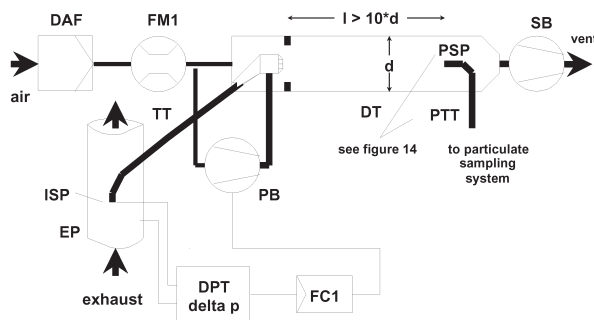 DAF
FM1
l > 10*d
SB
PSP
vent
d
air
TT
DT
PTT
see figure 14
to particulate
sampling
system
ISP
PB
EP
DPT
delta p
FC1
exhaust